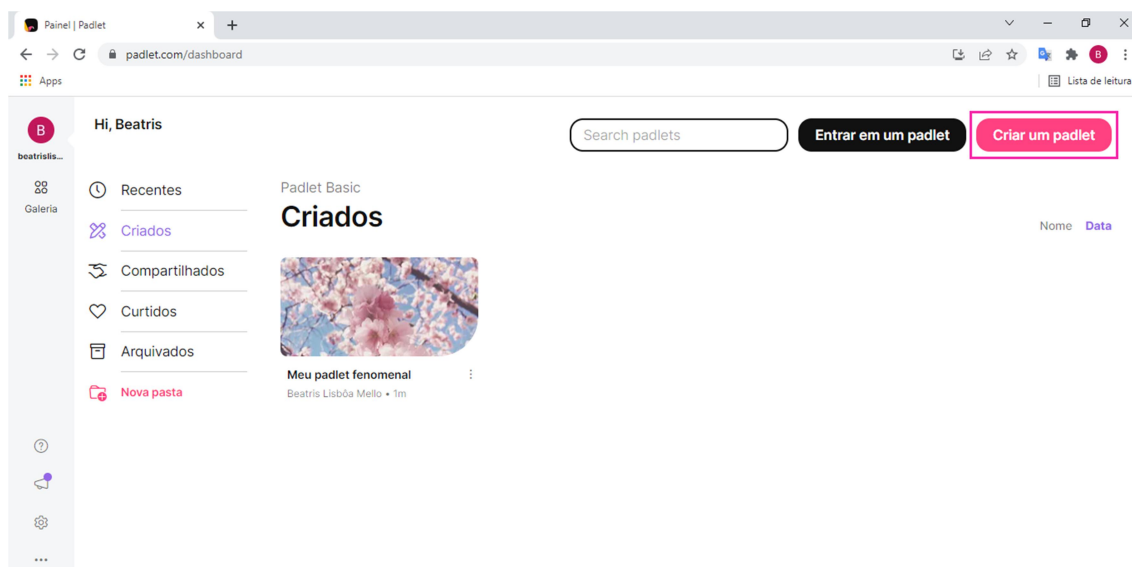 Painel | Padlet
padlet.com/dashboard
B
Apps
Lista de leitura
B
Hi, Beatris
Search padlets
Entrar em um padlet
Criar um padlet
beatrislis...
Galeria
Recentes
Criados
Compartilhados
Curtidos
Arquivados
Nova pasta
Padlet Basic
Criados
Nome Data
Meu padlet fenomenal
Beatris Lisbôa Mello • 1m